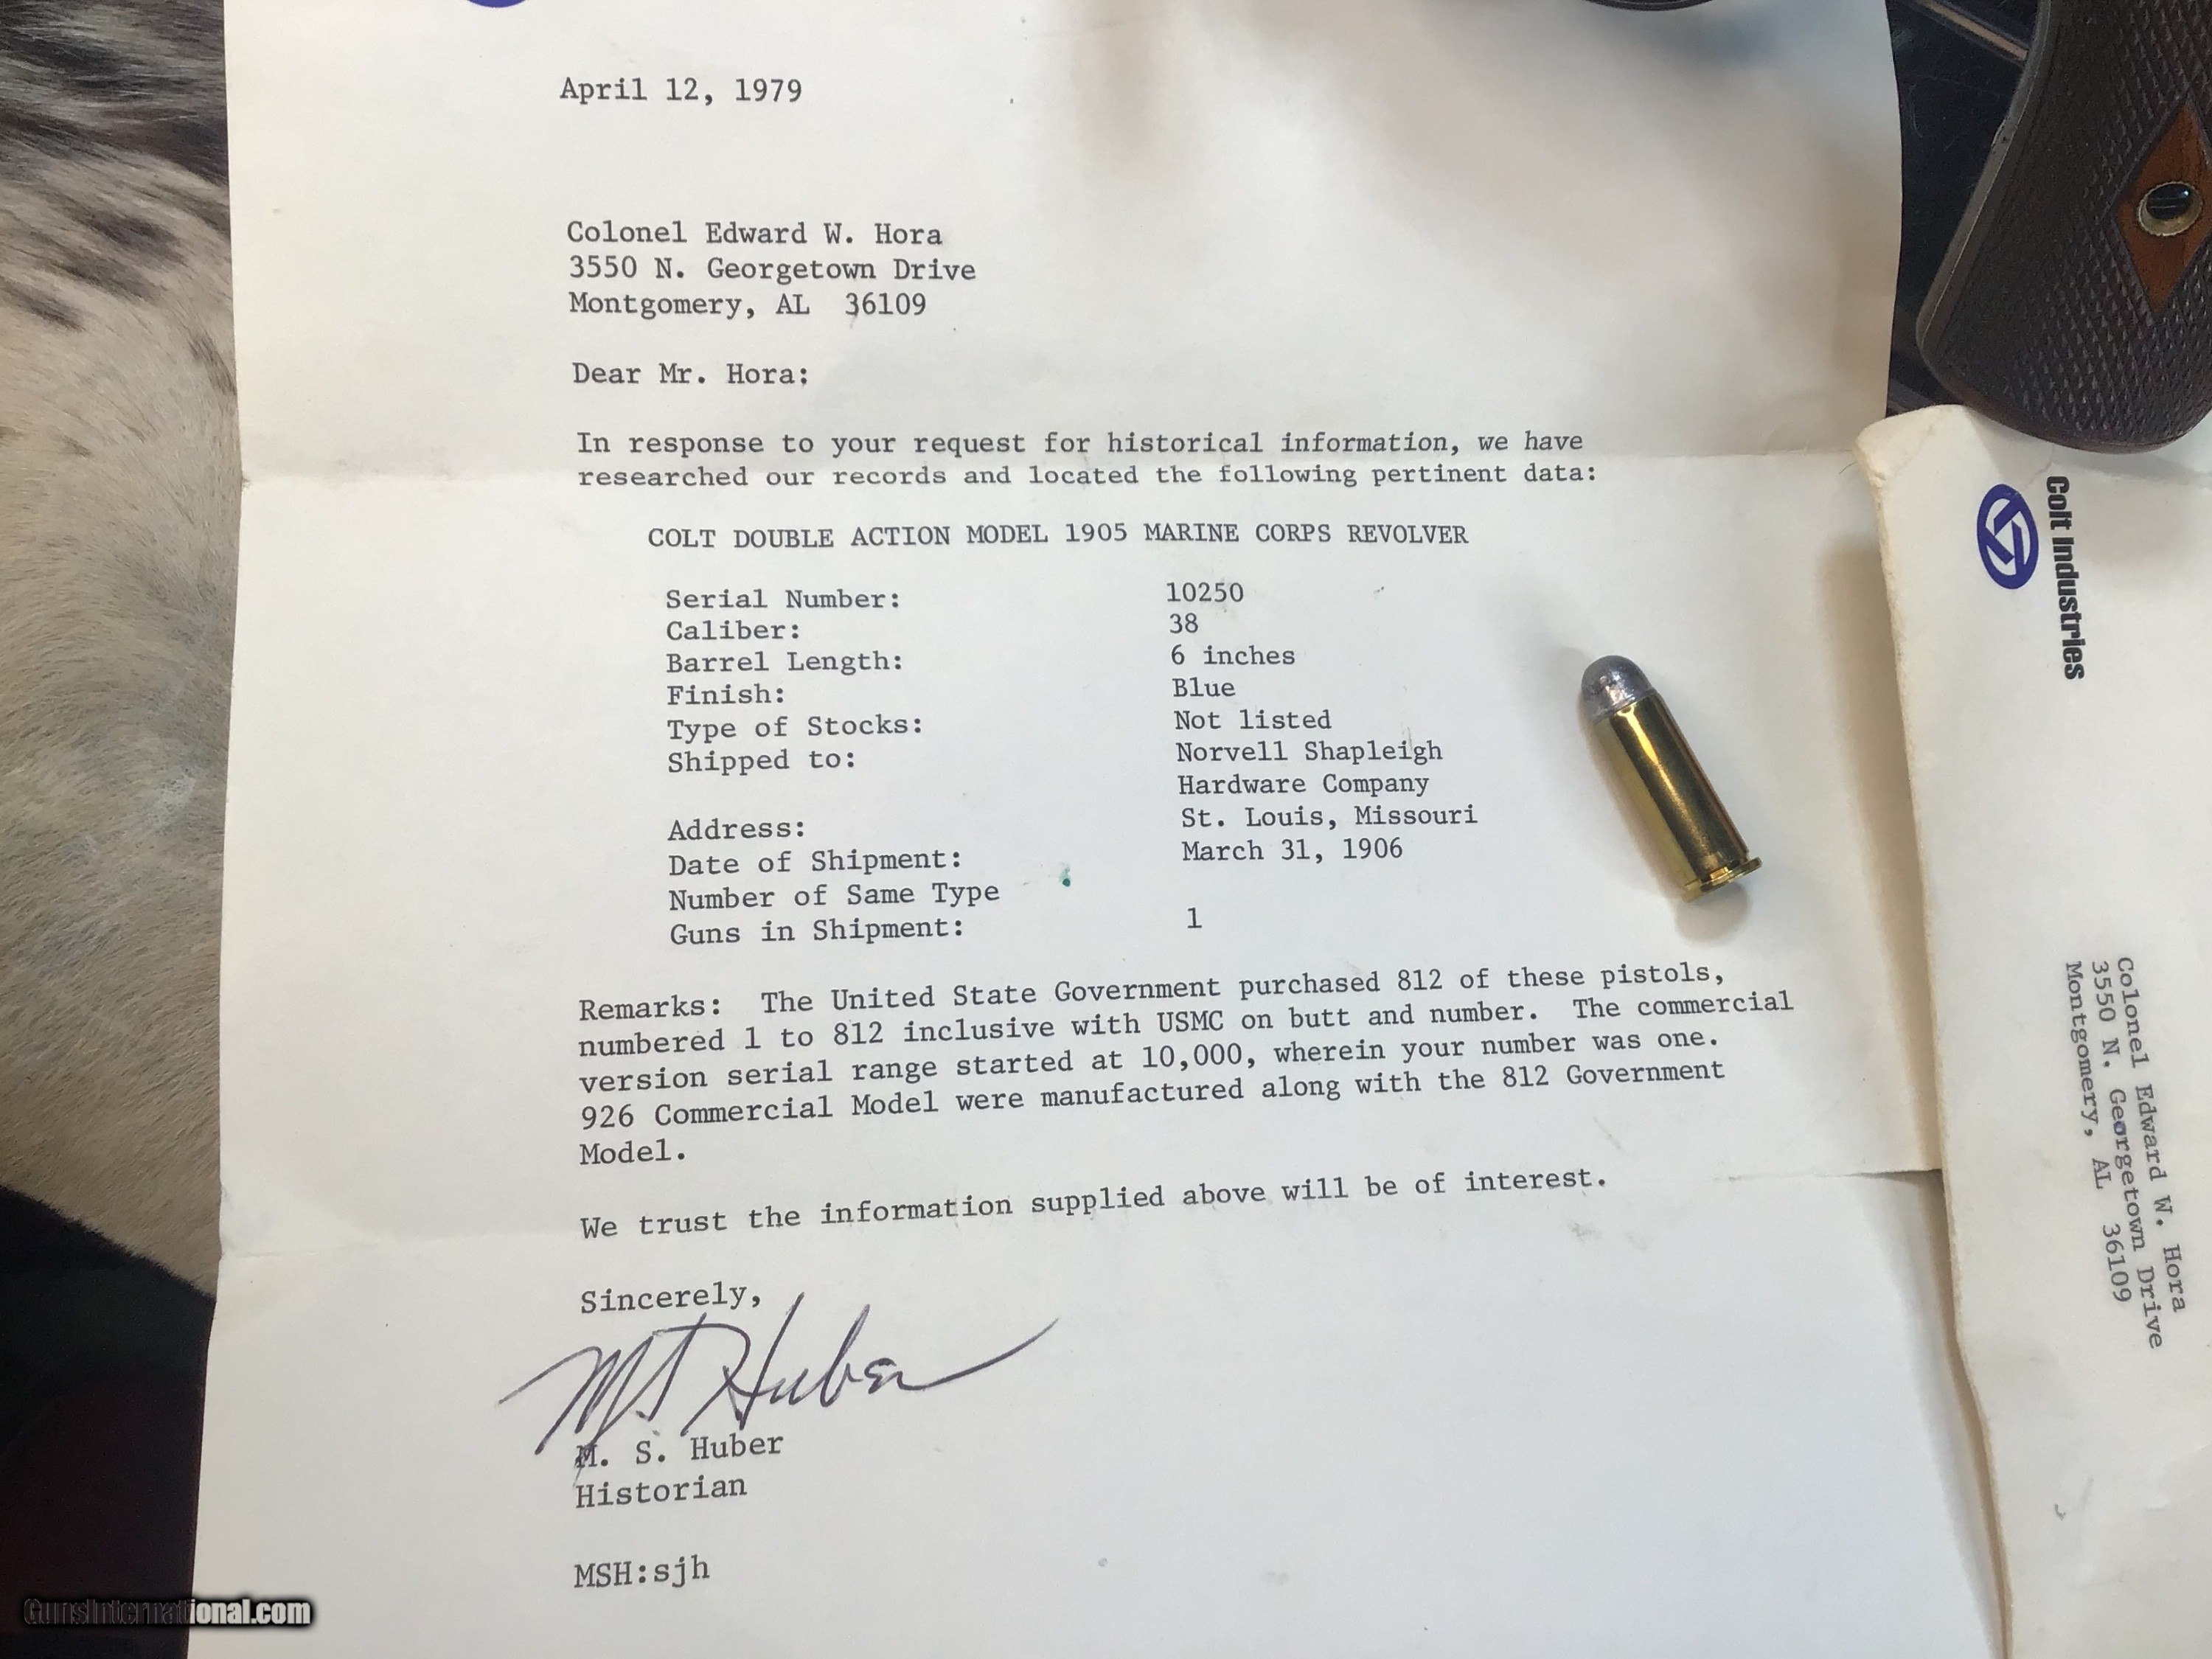 April 12, 1979
Colonel Edward W. Hora
3550 N. Georgetown Drive
Montgomery, AL 36109
Dear Mr. Hora:
In response to your request for historical information, we have
researched our records and located the following pertinent data:
COLT DOUBLE ACTION MODEL 1905 MARINE CORPS REVOLVER
Serial Number: 10250
Caliber: 38
Barrel Length: 6 inches
Finish: Blue
Type of Stocks: Not listed
Shipped to: Norvell Shapleigh
Hardware Company
Address: St. Louis, Missouri
Date of Shipment: March 31, 1906
Number of Same Type
Guns in Shipment: 1
Remarks: The United State Government purchased 812 of these pistols,
numbered 1 to 812 inclusive with USMC on butt and number. The commercial
version serial range started at 10,000, wherein your number was one.
926 Commercial Model were manufactured along with the 812 Government
Model.
We trust the information supplied above will be of interest.
Sincerely,
MS Huber
M. S. Huber
Historian
MSH:sjh
Colt Industries
Colonel Edward W. Hora
3550 N. Georgetown Drive
Montgomery, AL 36109
GunsInternational.com